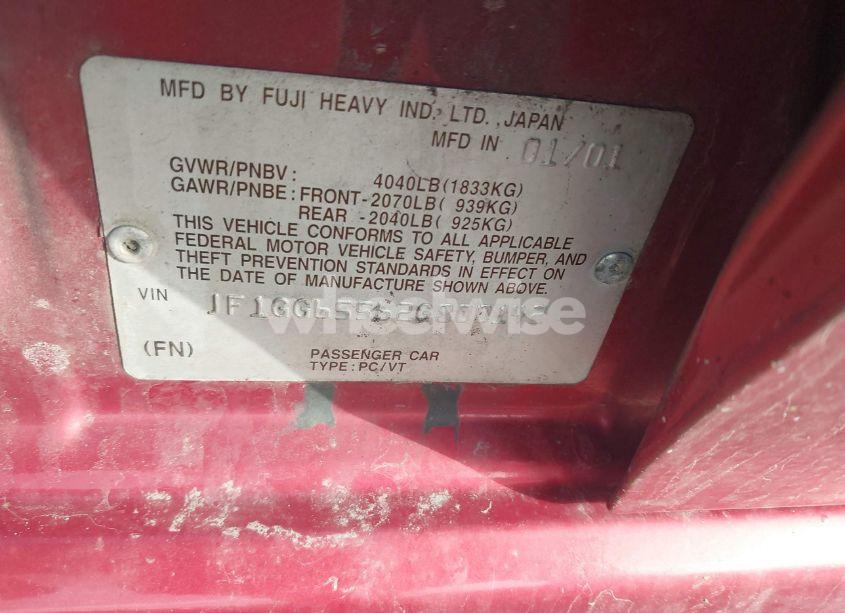 MFD BY FUJI HEAVY IND. LTD., JAPAN
MFD IN 01/01
GVWR/PNBV: 4040LB(1833KG)
GAWR/PNBE: FRONT-2070LB( 939KG)
REAR -2040LB( 925KG)
THIS VEHICLE CONFORMS TO ALL APPLICABLE
FEDERAL MOTOR VEHICLE SAFETY, BUMPER, AND
THEFT PREVENTION STANDARDS IN EFFECT ON
THE DATE OF MANUFACTURE SHOWN ABOVE.
VIN
wheelwise
(FN)
PASSENGER CAR
TYPE:PC/VT